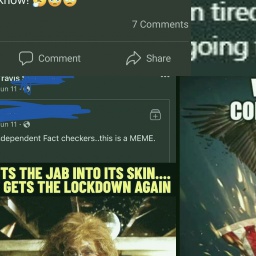 know!
7 Comments
Comment
Share
ravis
un 11 ·
un 11 ·
dependent Fact checkers..this is a MEME.
TS THE JAB INTO ITS SKIN....
GETS THE LOCKDOWN AGAIN
n tired
going
CO